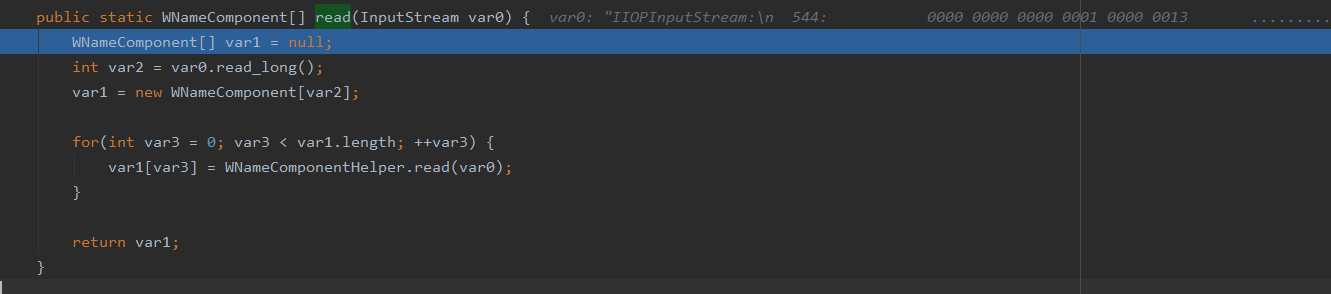 public static WNameComponent[] read(InputStream var0) { var0: "IIOPInputStream:\n 544: 0000 0000 0000 0001 0000 0013 .........
WNameComponent[] var1 = null;
int var2 = var0.read_long();
var1 = new WNameComponent[var2];
for(int var3 = 0; var3 < var1.length; ++var3) {
var1[var3] = WNameComponentHelper.read(var0);
}
return var1;
}